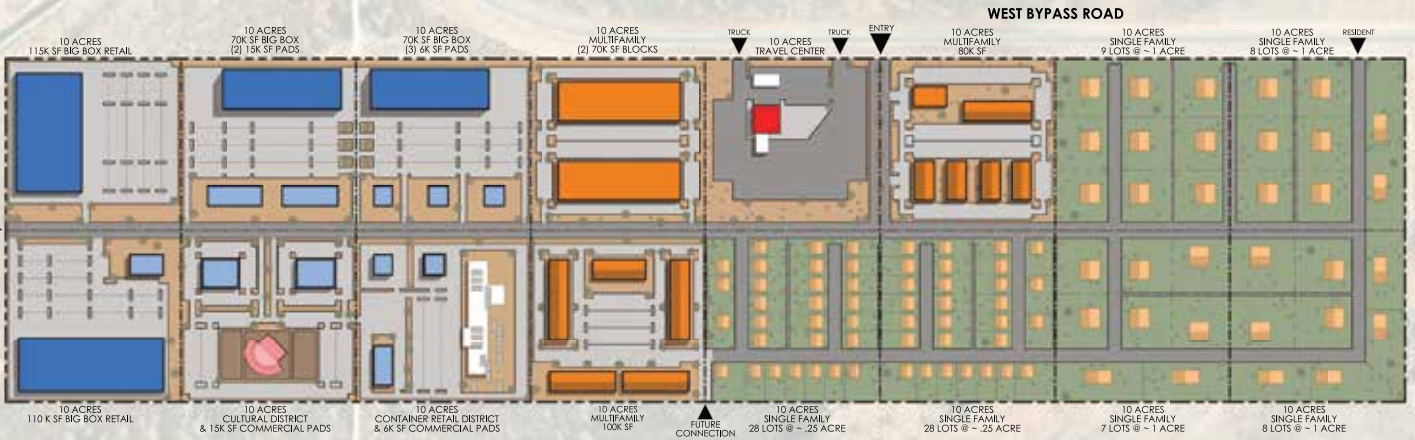 WEST BYPASS ROAD
10 ACRES
115K SF BIG BOX RETAIL
10 ACRES
70K SF BIG BOX
(2) 15K SF PADS
10 ACRES
70K SF BIG BOX
(3) 6K SF PADS
10 ACRES
MULTIFAMILY
(2) 70K SF BLOCKS
TRUCK
10 ACRES
TRAVEL CENTER
TRUCK
ENTRY
10 ACRES
MULTIFAMILY
80K SF
10 ACRES
SINGLE FAMILY
9 LOTS @ ~ 1 ACRE
10 ACRES
SINGLE FAMILY
8 LOTS @ ~ 1 ACRE
RESIDENT
10 ACRES
110 K SF BIG BOX RETAIL
10 ACRES
CULTURAL DISTRICT
& 15K SF COMMERCIAL PADS
10 ACRES
CONTAINER RETAIL DISTRICT
& 6K SF COMMERCIAL PADS
10 ACRES
MULTIFAMILY
100K SF
FUTURE
CONNECTION
10 ACRES
SINGLE FAMILY
28 LOTS @ ~ .25 ACRE
10 ACRES
SINGLE FAMILY
28 LOTS @ ~ .25 ACRE
10 ACRES
SINGLE FAMILY
7 LOTS @ ~ 1 ACRE
10 ACRES
SINGLE FAMILY
8 LOTS @ ~ 1 ACRE